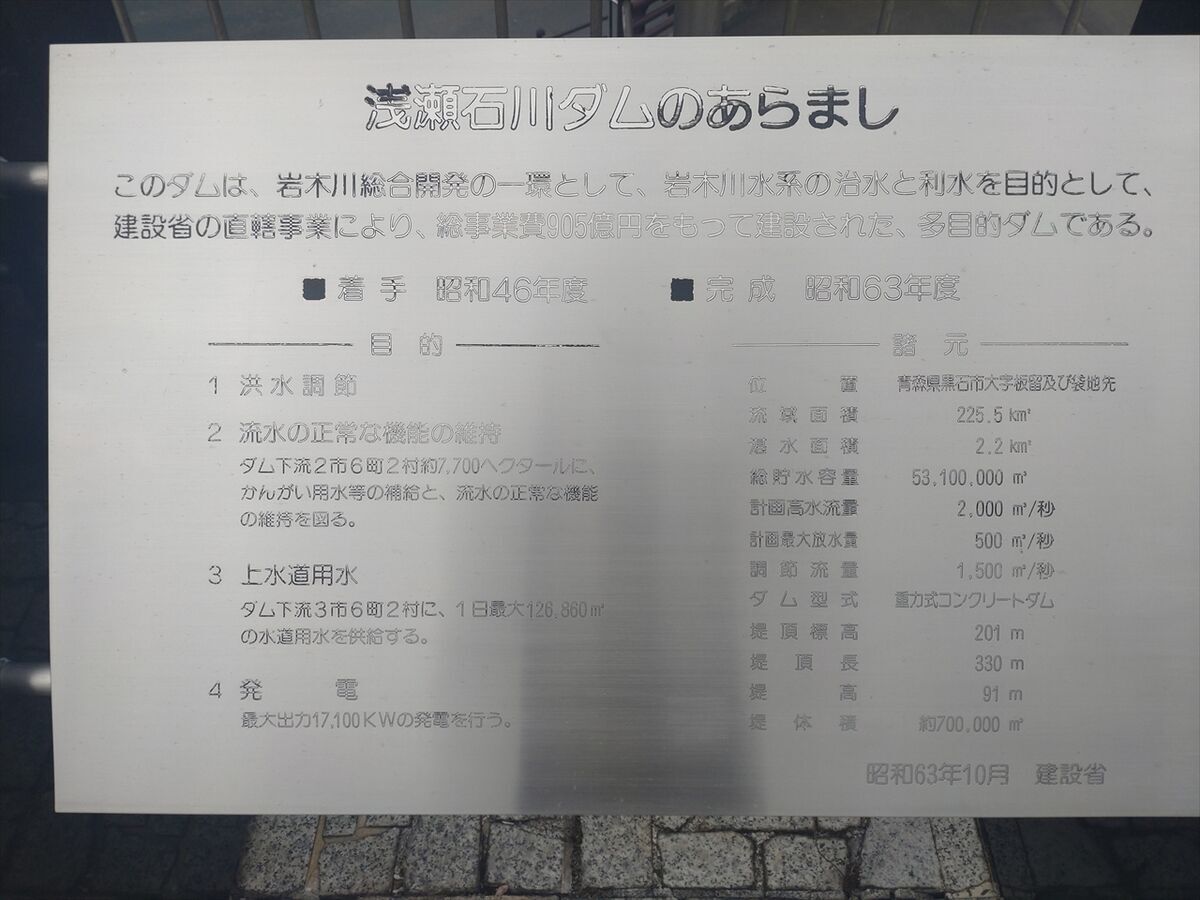 浅瀬石川ダムのあらまし
このダムは、岩木川総合開発の一環として、岩木川水系の治水と利水を目的として、
建設省の直轄事業により、総事業費905億円をもって建設された、多目的ダムである。
■着手 昭和46年度 ■完成 昭和63年度
目的
1 洪水調節
2 流水の正常な機能の維持
ダム下流2市6町2村約7,700ヘクタールに、
かんがい用水等の補給と、流水の正常な機能
の維持を図る。
3 上水道用水
ダム下流3市6町2村に、1日最大126,860㎥
の水道用水を供給する。
4 発電
最大出力17,100KWの発電を行う。
諸元
位置 青森県黒石市大字板留及び袋地先
流域面積 225.5㎢
湛水面積 2.2㎢
総貯水容量 53,100,000㎥
計画高水流量 2,000㎥/秒
計画最大放水量 500㎥/秒
調節流量 1,500㎥/秒
ダム型式 重力式コンクリートダム
堤頂標高 201m
堤頂長 330m
堤高 91m
堤体積 約700,000㎥
昭和63年10月 建設省